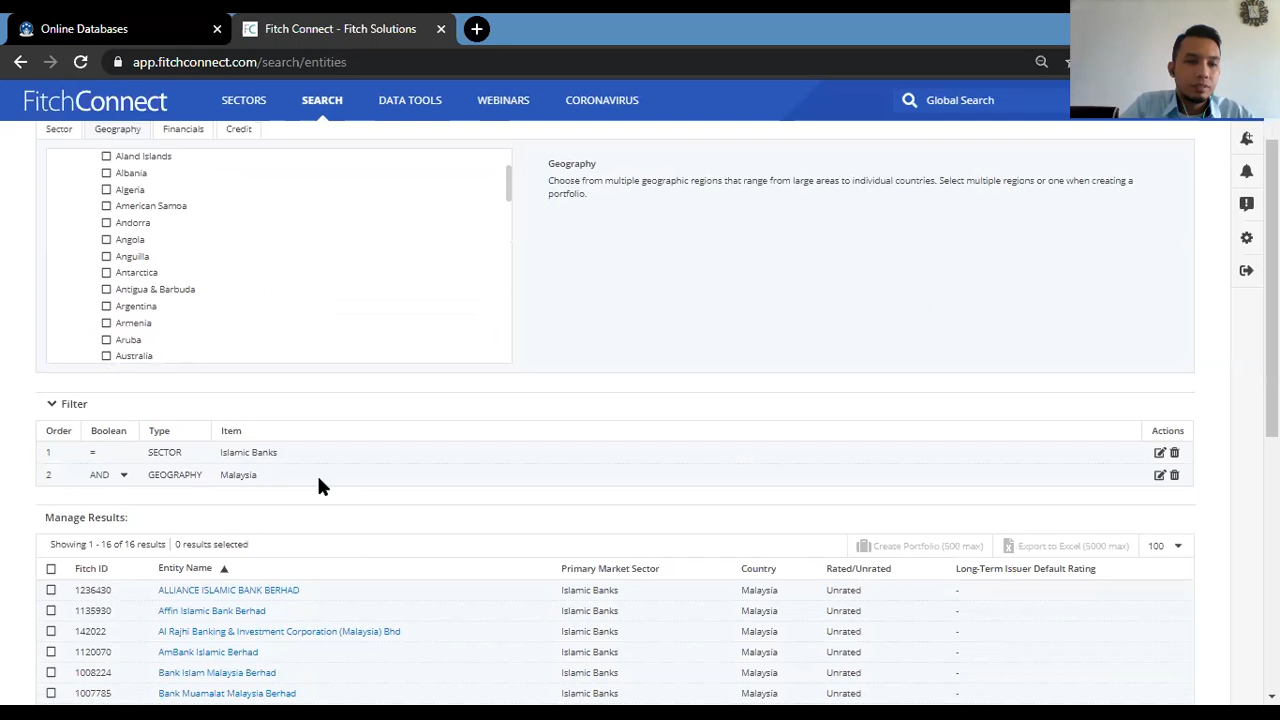 Online Databases
Fitch Connect - Fitch Solutions
app.fitchconnect.com/search/entities
FitchConnect
SECTORS
SEARCH
DATA TOOLS
WEBINARS
CORONAVIRUS
Global Search
Sector
Geography
Financials
Credit
Aland Islands
Albania
Algeria
American Samoa
Andorra
Angola
Anguilla
Antarctica
Antigua & Barbuda
Argentina
Armenia
Aruba
Australia
Geography
Choose from multiple geographic regions that range from large areas to individual countries. Select multiple regions or one when creating a
portfolio.
Filter
Order Boolean Type Item Actions
1 = SECTOR Islamic Banks
2 AND GEOGRAPHY Malaysia
Manage Results:
Showing 1 - 16 of 16 results 0 results selected Create Portfolio (500 max) Export to Excel (5000 max) 100
Fitch ID Entity Name Primary Market Sector Country Rated/Unrated Long-Term Issuer Default Rating
1236430 ALLIANCE ISLAMIC BANK BERHAD Islamic Banks Malaysia Unrated -
1135930 Affin Islamic Bank Berhad Islamic Banks Malaysia Unrated -
142022 Al Rajhi Banking & Investment Corporation (Malaysia) Bhd Islamic Banks Malaysia Unrated -
1120070 AmBank Islamic Berhad Islamic Banks Malaysia Unrated -
1008224 Bank Islam Malaysia Berhad Islamic Banks Malaysia Unrated -
1007785 Bank Muamalat Malaysia Berhad Islamic Banks Malaysia Unrated -